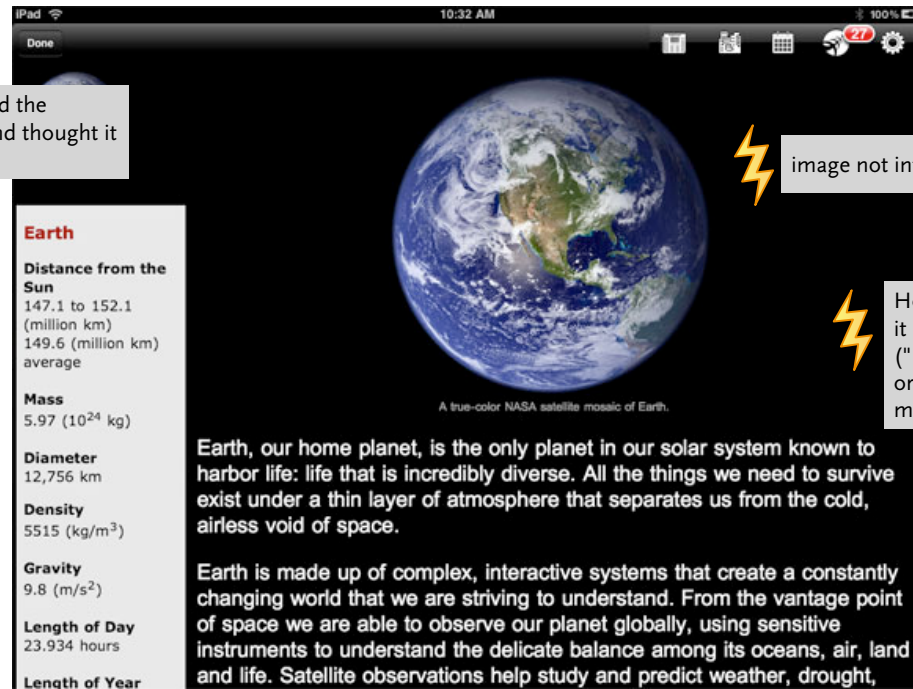 iPad 10:32 AM 100%
Done 27
d the
nd thought it
image not in
H
it
("
or
m
Earth
Distance from the
Sun
147.1 to 152.1
(million km)
149.6 (million km)
average
Mass
5.97 (10²⁴ kg)
Diameter
12,756 km
Density
5515 (kg/m³)
Gravity
9.8 (m/s²)
Length of Day
23.934 hours
Length of Year
A true-color NASA satellite mosaic of Earth.
Earth, our home planet, is the only planet in our solar system known to
harbor life: life that is incredibly diverse. All the things we need to survive
exist under a thin layer of atmosphere that separates us from the cold,
airless void of space.
Earth is made up of complex, interactive systems that create a constantly
changing world that we are striving to understand. From the vantage point
of space we are able to observe our planet globally, using sensitive
instruments to understand the delicate balance among its oceans, air, land
and life. Satellite observations help study and predict weather, drought,